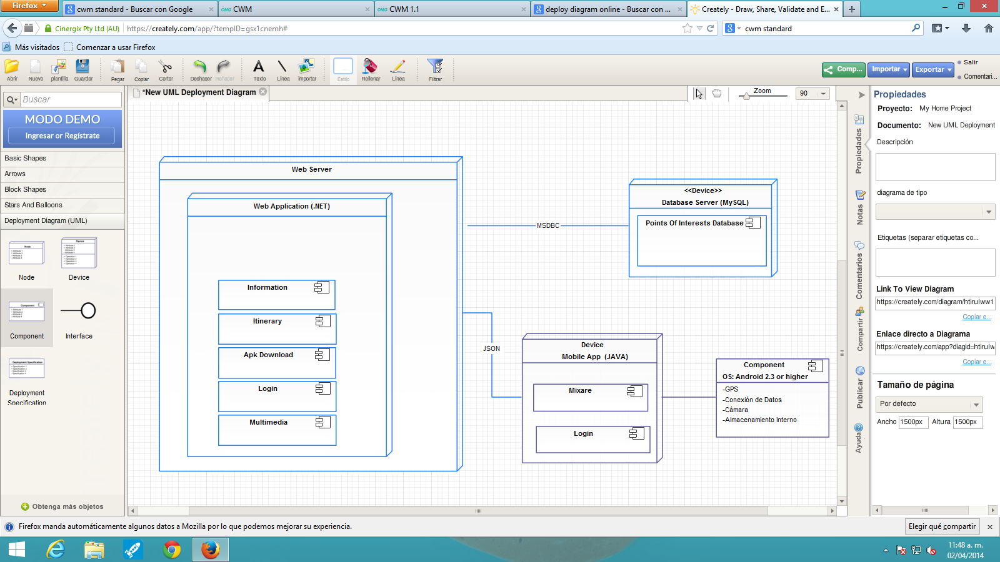 Firefox
cwm standard - Buscar con Google
OMG CWM
OMG CWM 1.1
deploy diagram online - Buscar con ...
Creately - Draw, Share, Validate and E...
Cinergix Pty Ltd (AU)
https://creately.com/app/?tempID=gsx1cnemh#
cwm standard
Más visitados
Comenzar a usar Firefox
Abrir
Nuevo
plantilla
Guardar
Pegar
Copiar
Cortar
Deshacer
Rehacer
Texto
Línea
importar
Estilo
Rellenar
Línea
Filtrar
Comp...
Importar
Exportar
Salir
Comentari...
Buscar
MODO DEMO
Ingresar or Regístrate
Basic Shapes
Arrows
Block Shapes
Stars And Balloons
Deployment Diagram (UML)
Node
Device
Component
Interface
Deployment
Specification
Obtenga más objetos
*New UML Deployment Diagram
Zoom
90
Web Server
Web Application (.NET)
Information
Itinerary
Apk Download
Login
Multimedia
MSDBC
<<Device>>
Database Server (MySQL)
Points Of Interests Database
JSON
Device
Mobile App (JAVA)
Mixare
Login
Component
OS: Android 2.3 or higher
-GPS
-Conexión de Datos
-Cámara
-Almacenamiento Interno
Propiedades
Notas
Comentarios
Compartir
Publicar
Ayuda
Propiedades
Proyecto: My Home Project
Documento: New UML Deployment
Descripción
diagrama de tipo
Etiquetas (separar etiquetas co...
Link To View Diagram
https://creately.com/diagram/htiruIww1
Copiar e...
Enlace directo a Diagrama
https://creately.com/app?diagid=htiruIw
Copiar e...
Tamaño de página
Por defecto
Ancho 1500px Altura 1500px
Firefox manda automáticamente algunos datos a Mozilla por lo que podemos mejorar su experiencia.
Elegir qué compartir
11:48 a. m.
02/04/2014